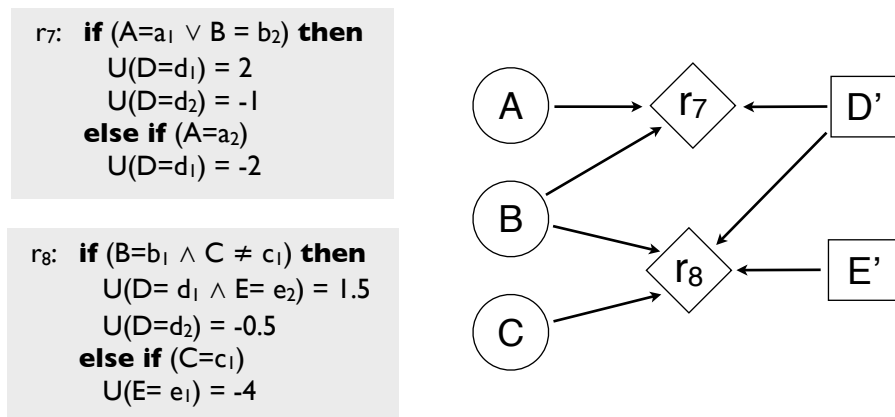 r₇: if (A=a₁ ∨ B = b₂) then
U(D=d₁) = 2
U(D=d₂) = -1
else if (A=a₂)
U(D=d₁) = -2
r₈: if (B=b₁ ∧ C ≠ c₁) then
U(D= d₁ ∧ E= e₂) = 1.5
U(D=d₂) = -0.5
else if (C=c₁)
U(E= e₁) = -4
A
r₇
D’
B
r₈
E’
C